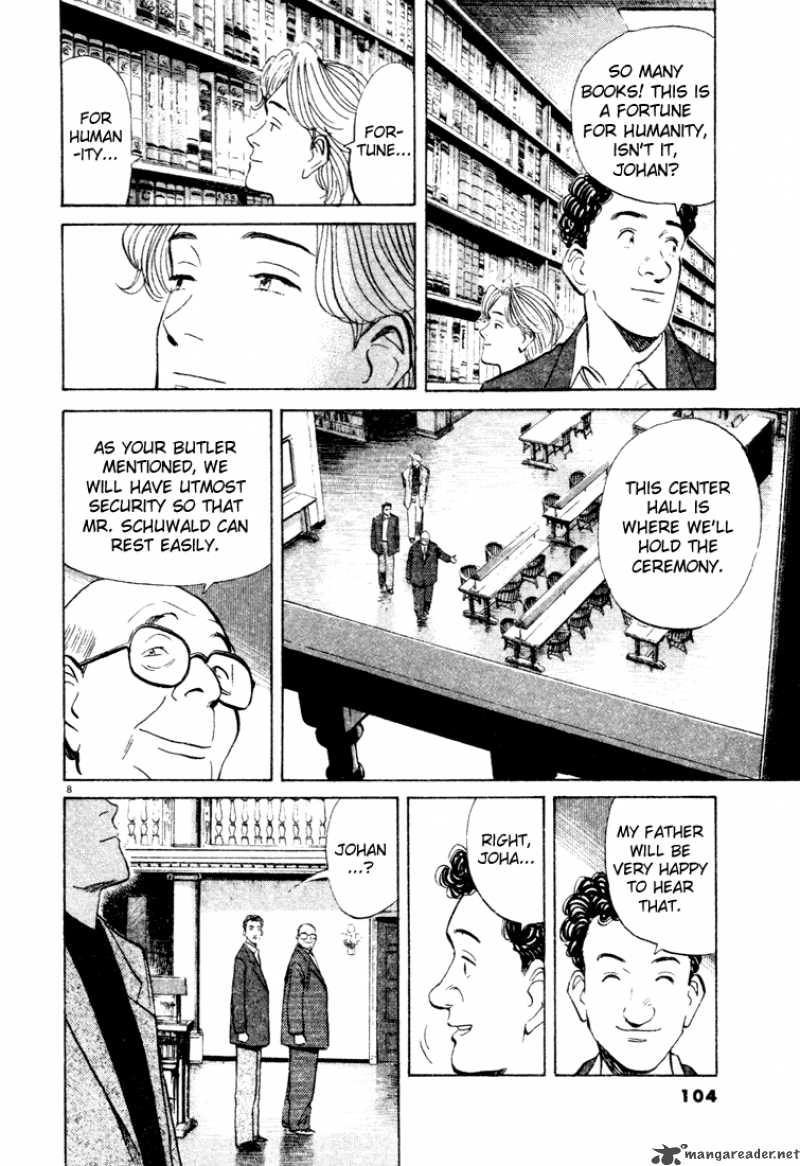 SO MANY
BOOKS! THIS IS
A FORTUNE
FOR HUMANITY,
ISN'T IT,
JOHAN?
FOR-
TUNE...
FOR
HUMAN
-ITY...
THIS CENTER
HALL IS
WHERE WE'LL
HOLD THE
CEREMONY.
AS YOUR BUTLER
MENTIONED, WE
WILL HAVE UTMOST
SECURITY SO THAT
MR. SCHUWALD CAN
REST EASILY.
8
MY FATHER
WILL BE
VERY HAPPY
TO HEAR
THAT.
RIGHT,
JOHA...
JOHAN
...?
104
mangareader.net